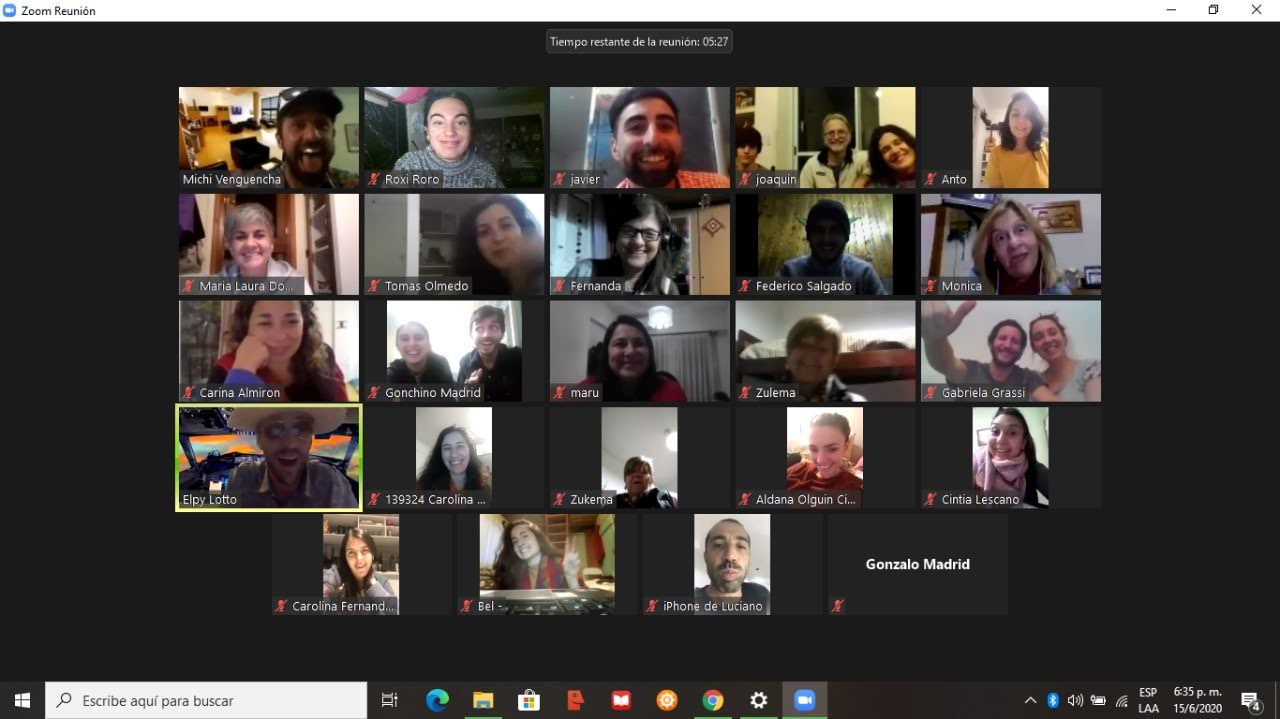 Zoom Reunión
Tiempo restante de la reunión: 05:27
Michi Venguencha
Roxi Roro
javier
joaquín
Anto
Maria Laura Do...
Tomas Olmedo
Fernanda
Federico Salgado
Monica
Carina Almiron
Gonchino Madrid
maru
Zulema
Gabriela Grassi
Elpy Lotto
139324 Carolina ...
Zukema
Aldana Olguin Ci...
Cintia Lescano
Carolina Fernand...
Bel -
iPhone de Luciano
Gonzalo Madrid
Escribe aquí para buscar
ESP
LAA
6:35 p. m.
15/6/2020
4